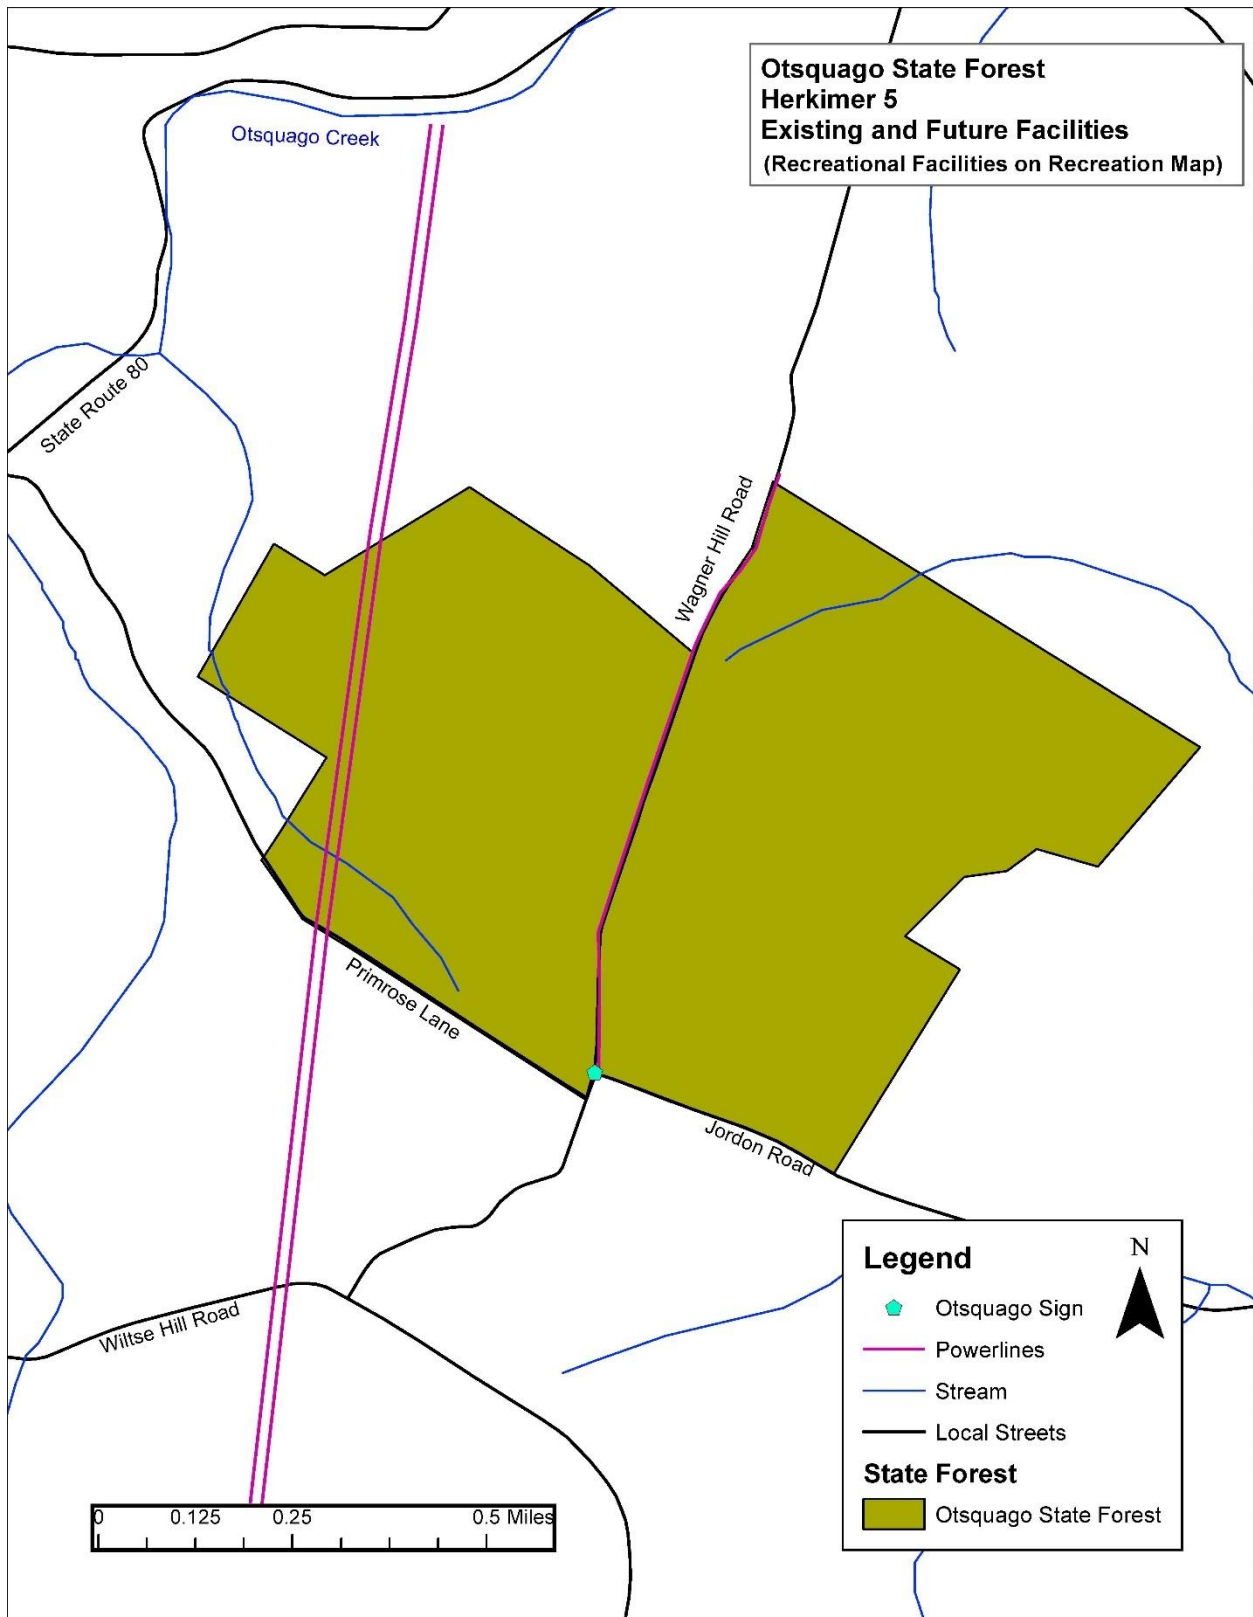 Otsquago State Forest
Herkimer 5
Existing and Future Facilities
(Recreational Facilities on Recreation Map)
Otsquago Creek
State Route 80
Wagner Hill Road
Primrose Lane
Jordon Road
Wiltse Hill Road
Legend
N
Otsquago Sign
Powerlines
Stream
Local Streets
State Forest
Otsquago State Forest
0 0.125 0.25 0.5 Miles